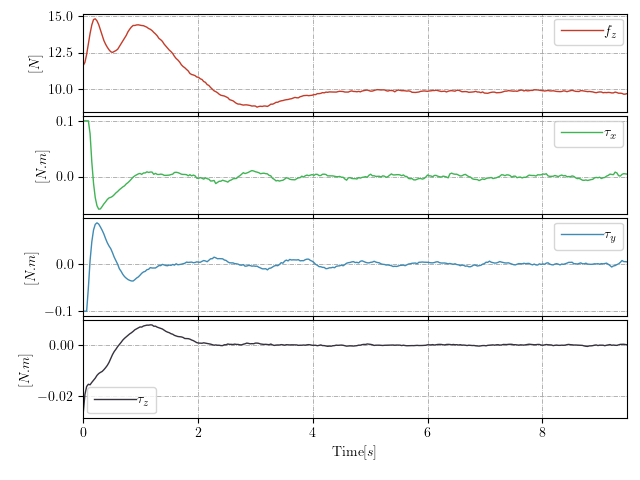 15.0
12.5
10.0
[N]
f_z
0.1
0.0
[N.m]
τ_x
0.0
−0.1
[N.m]
τ_y
0.00
−0.02
[N.m]
τ_z
0 2 4 6 8
Time[s]